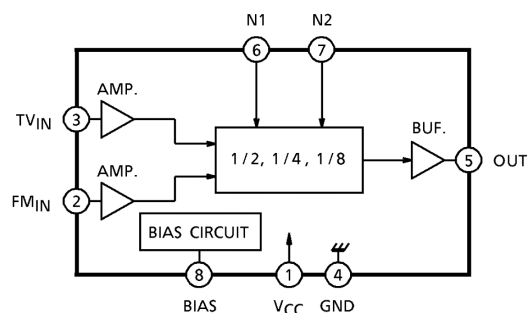 N1 N2
6 7
AMP.
TVIN 3
1/2, 1/4, 1/8
BUF.
5 OUT
AMP.
FMIN 2
BIAS CIRCUIT
8 1 4
BIAS VCC GND